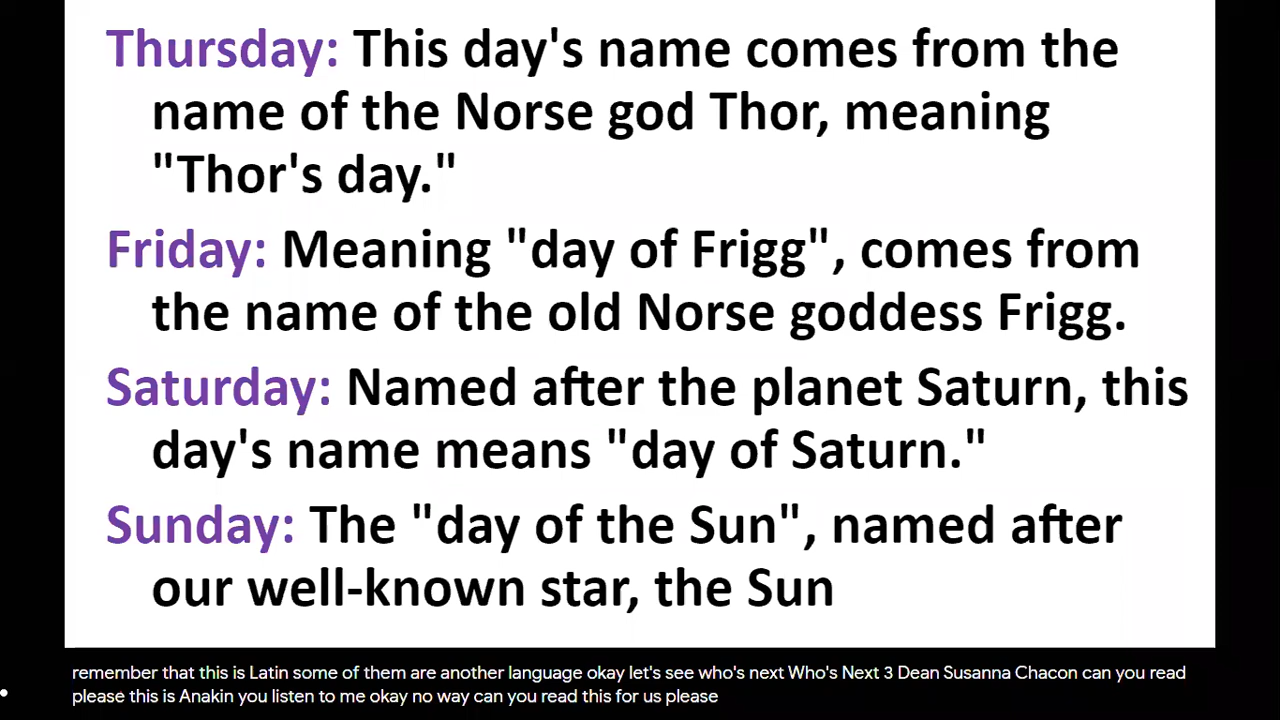 Thursday: This day's name comes from the
name of the Norse god Thor, meaning
"Thor's day."
Friday: Meaning "day of Frigg", comes from
the name of the old Norse goddess Frigg.
Saturday: Named after the planet Saturn, this
day's name means "day of Saturn."
Sunday: The "day of the Sun", named after
our well-known star, the Sun
remember that this is Latin some of them are another language okay let's see who's next Who's Next 3 Dean Susanna Chacon can you read
please this is Anakin you listen to me okay no way can you read this for us please